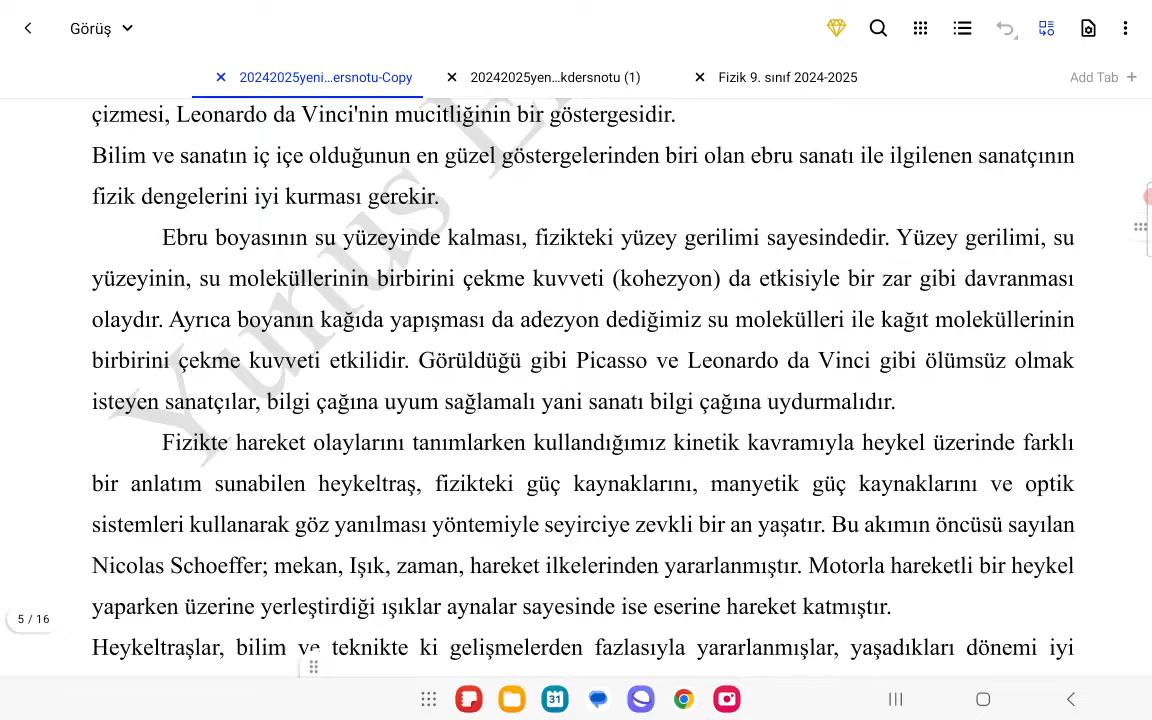 Görüş
20242025yeni...ersnotu-Copy
20242025yen...kdersnotu (1)
Fizik 9. sınıf 2024-2025
Add Tab +
çizmesi, Leonardo da Vinci'nin mucitliğinin bir göstergesidir.
Bilim ve sanatın iç içe olduğunun en güzel göstergelerinden biri olan ebru sanatı ile ilgilenen sanatçının
fizik dengelerini iyi kurması gerekir.
Ebru boyasının su yüzeyinde kalması, fizikteki yüzey gerilimi sayesindedir. Yüzey gerilimi, su
yüzeyinin, su moleküllerinin birbirini çekme kuvveti (kohezyon) da etkisiyle bir zar gibi davranması
olaydır. Ayrıca boyanın kağıda yapışması da adezyon dediğimiz su molekülleri ile kağıt moleküllerinin
birbirini çekme kuvveti etkilidir. Görüldüğü gibi Picasso ve Leonardo da Vinci gibi ölümsüz olmak
isteyen sanatçılar, bilgi çağına uyum sağlamalı yani sanatı bilgi çağına uydurmalıdır.
Fizikte hareket olaylarını tanımlarken kullandığımız kinetik kavramıyla heykel üzerinde farklı
bir anlatım sunabilen heykeltraş, fizikteki güç kaynaklarını, manyetik güç kaynaklarını ve optik
sistemleri kullanarak göz yanılması yöntemiyle seyirciye zevkli bir an yaşatır. Bu akımın öncüsü sayılan
Nicolas Schoeffer; mekan, Işık, zaman, hareket ilkelerinden yararlanmıştır. Motorla hareketli bir heykel
yaparken üzerine yerleştirdiği ışıklar aynalar sayesinde ise eserine hareket katmıştır.
Heykeltraşlar, bilim ve teknikte ki gelişmelerden fazlasıyla yararlanmışlar, yaşadıkları dönemi iyi
5 / 16
Yunus E
31